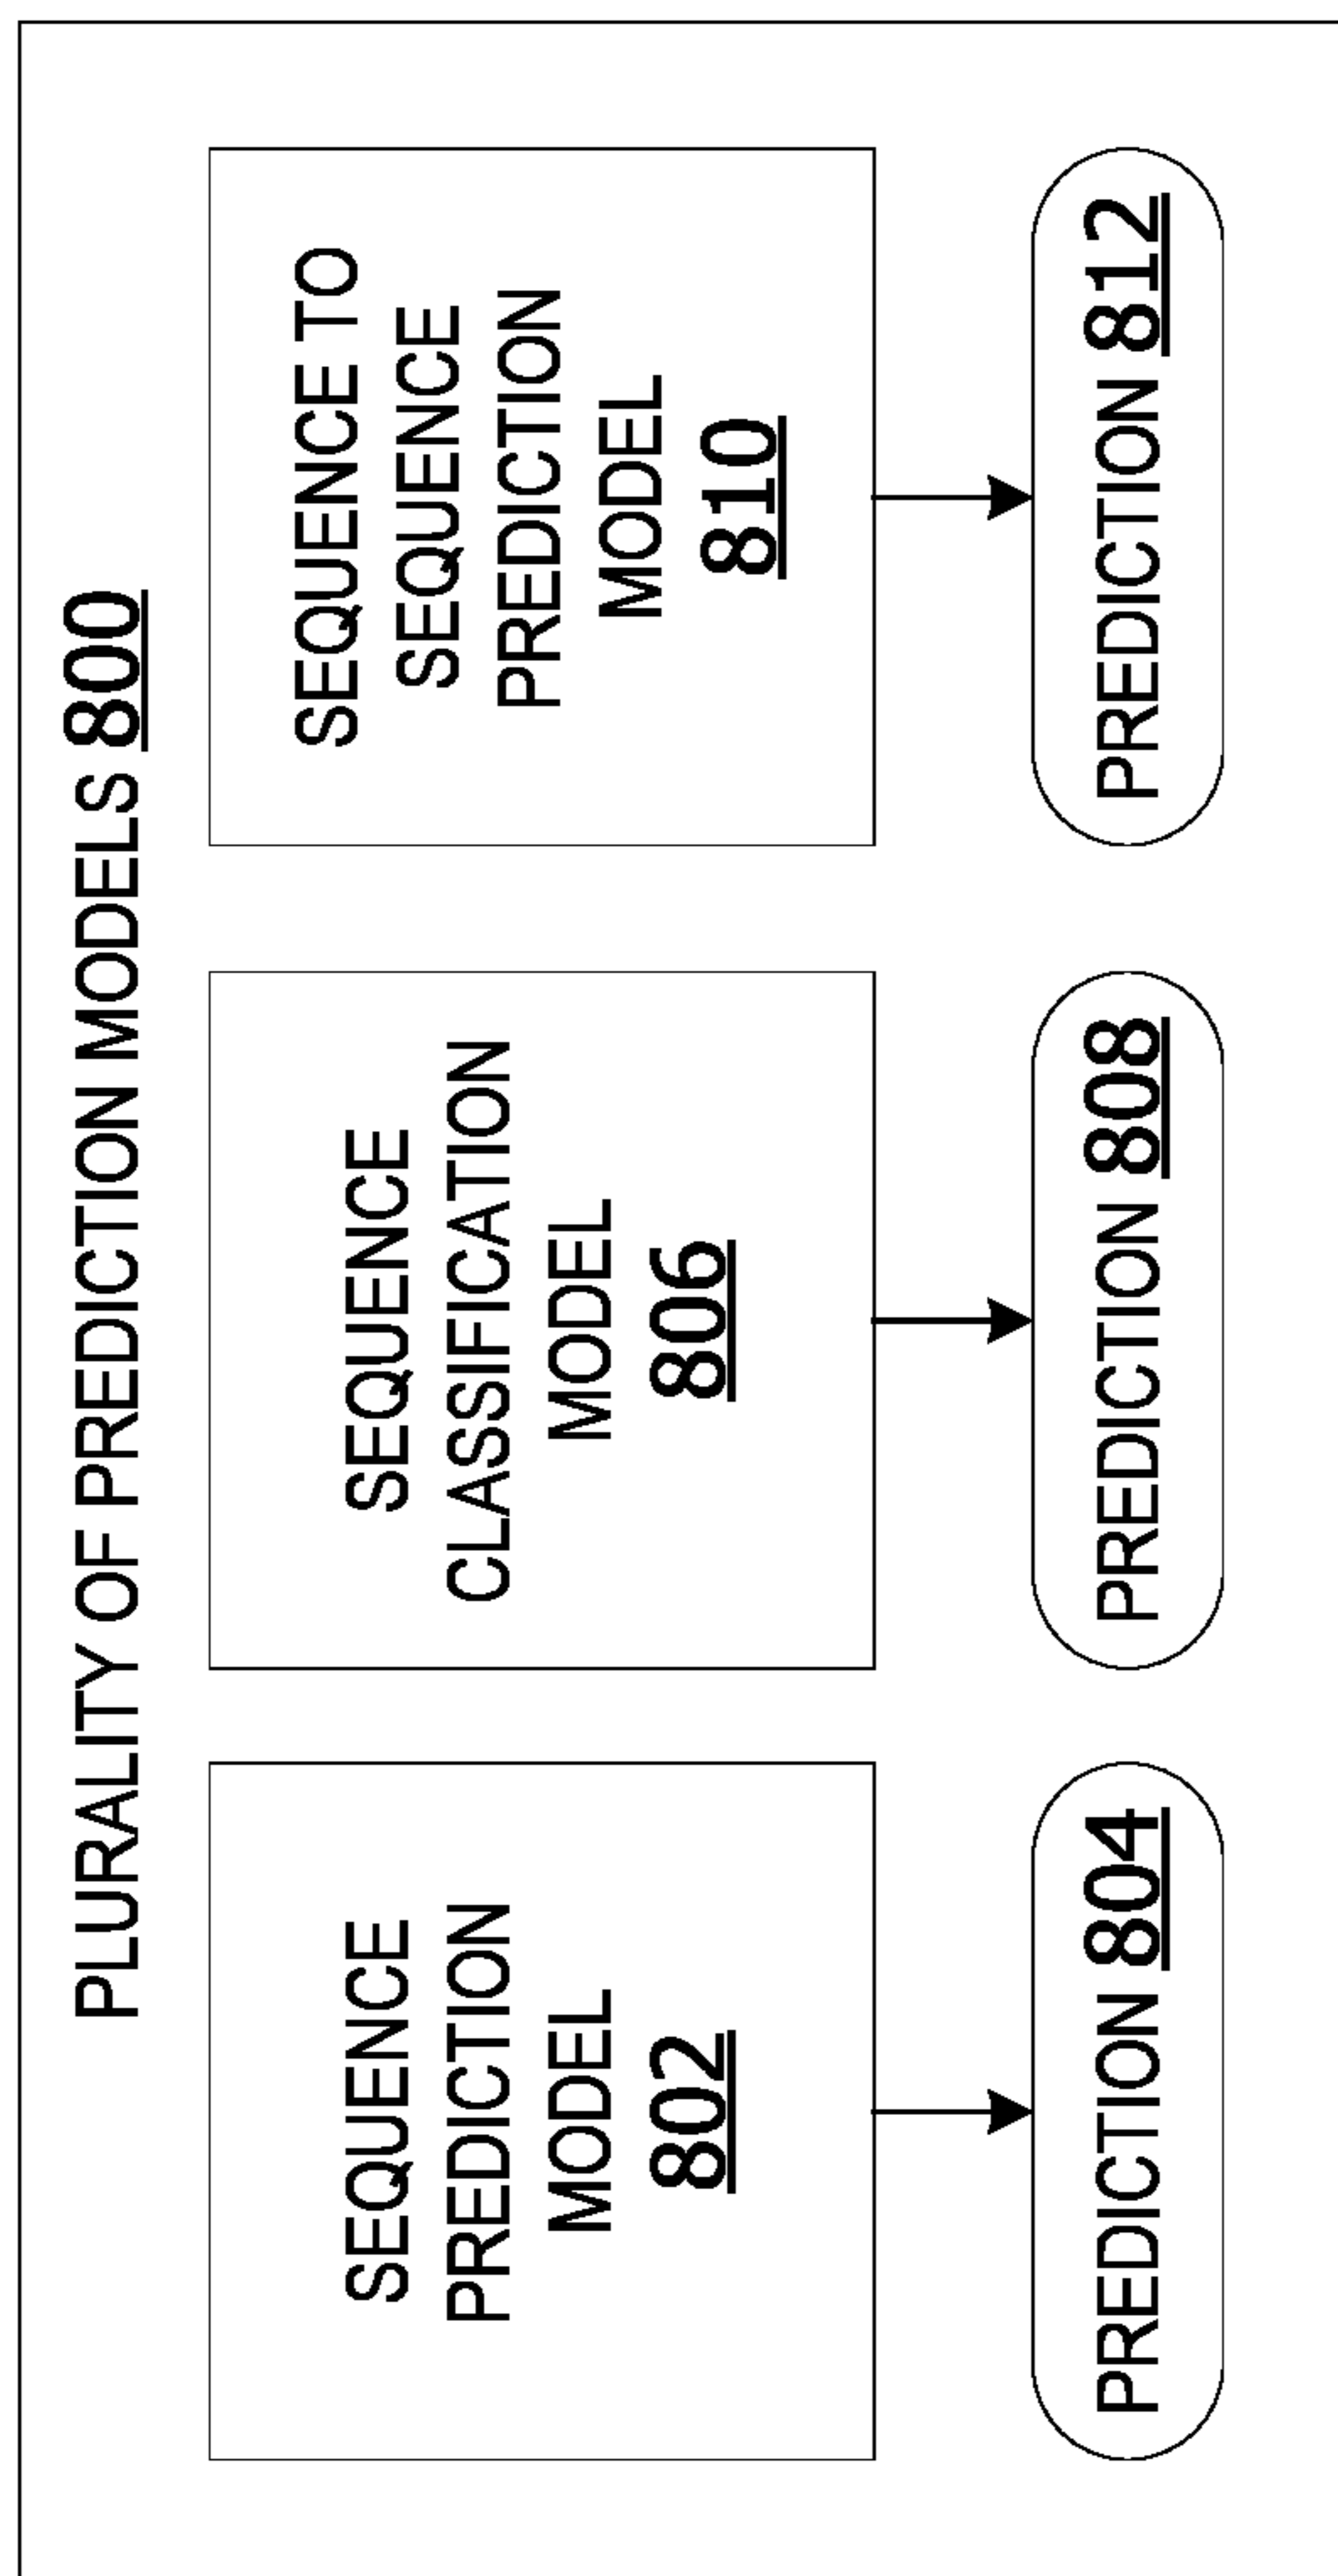 PLURALITY OF PREDICTION MODELS 800
SEQUENCE
PREDICTION
MODEL
802
PREDICTION 804
SEQUENCE
CLASSIFICATION
MODEL
806
PREDICTION 808
SEQUENCE TO
SEQUENCE
PREDICTION
MODEL
810
PREDICTION 812